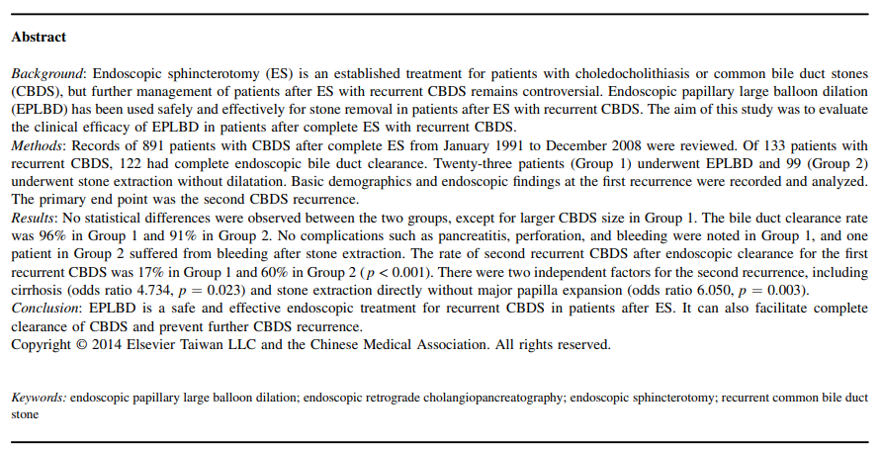 Abstract
Background: Endoscopic sphincterotomy (ES) is an established treatment for patients with choledocholithiasis or common bile duct stones
(CBDS), but further management of patients after ES with recurrent CBDS remains controversial. Endoscopic papillary large balloon dilation
(EPLBD) has been used safely and effectively for stone removal in patients after ES with recurrent CBDS. The aim of this study was to evaluate
the clinical efficacy of EPLBD in patients after complete ES with recurrent CBDS.
Methods: Records of 891 patients with CBDS after complete ES from January 1991 to December 2008 were reviewed. Of 133 patients with
recurrent CBDS, 122 had complete endoscopic bile duct clearance. Twenty-three patients (Group 1) underwent EPLBD and 99 (Group 2)
underwent stone extraction without dilatation. Basic demographics and endoscopic findings at the first recurrence were recorded and analyzed.
The primary end point was the second CBDS recurrence.
Results: No statistical differences were observed between the two groups, except for larger CBDS size in Group 1. The bile duct clearance rate
was 96% in Group 1 and 91% in Group 2. No complications such as pancreatitis, perforation, and bleeding were noted in Group 1, and one
patient in Group 2 suffered from bleeding after stone extraction. The rate of second recurrent CBDS after endoscopic clearance for the first
recurrent CBDS was 17% in Group 1 and 60% in Group 2 (p < 0.001). There were two independent factors for the second recurrence, including
cirrhosis (odds ratio 4.734, p = 0.023) and stone extraction directly without major papilla expansion (odds ratio 6.050, p = 0.003).
Conclusion: EPLBD is a safe and effective endoscopic treatment for recurrent CBDS in patients after ES. It can also facilitate complete
clearance of CBDS and prevent further CBDS recurrence.
Copyright © 2014 Elsevier Taiwan LLC and the Chinese Medical Association. All rights reserved.
Keywords: endoscopic papillary large balloon dilation; endoscopic retrograde cholangiopancreatography; endoscopic sphincterotomy; recurrent common bile duct
stone